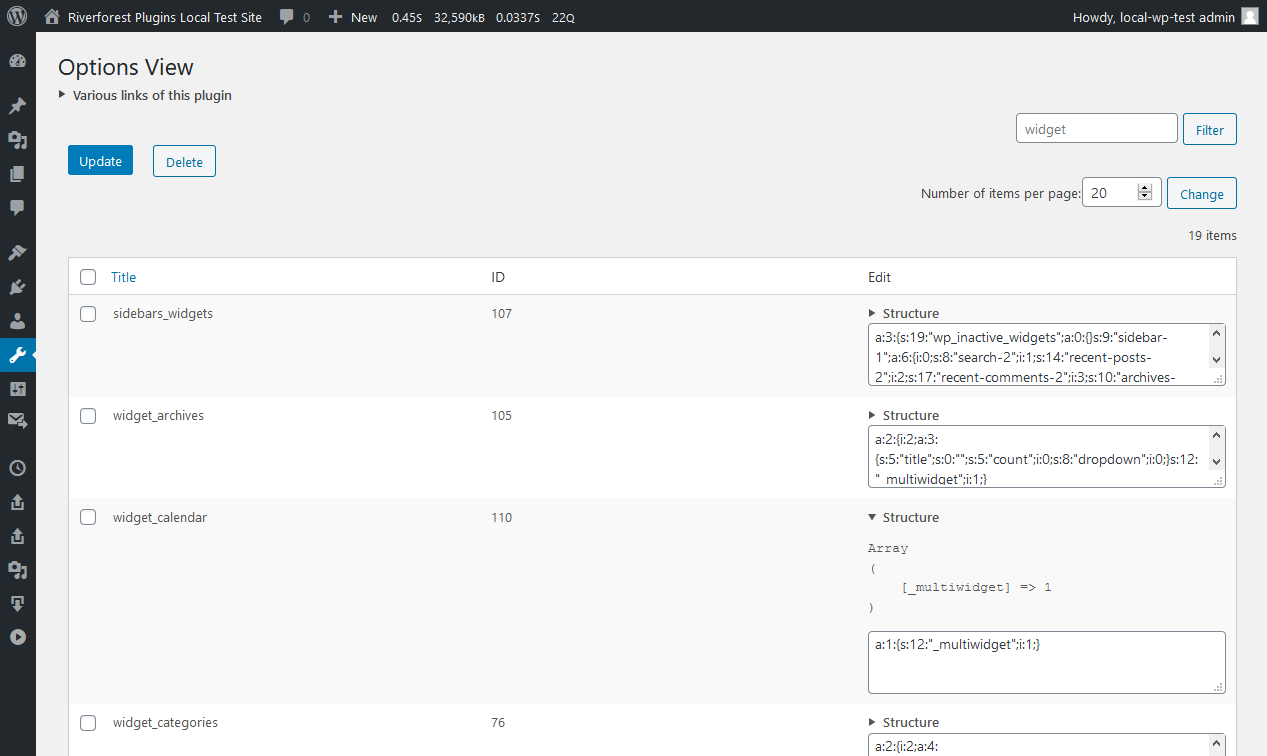 Riverforest Plugins Local Test Site 0 New 0.45S 32,590kB 0.0337S 22Q Howdy, local-wp-test admin
Options View
Various links of this plugin
widget Filter
Update Delete
Number of items per page: 20 Change
19 items
Title ID Edit
sidebars_widgets 107 Structure
a:3:{s:19:"wp_inactive_widgets";a:0:{}s:9:"sidebar-
1";a:6:{i:0;s:8:"search-2";i:1;s:14:"recent-posts-
2";i:2;s:17:"recent-comments-2";i:3;s:10:"archives-
widget_archives 105 Structure
a:2:{i:2;a:3:
{s:5:"title";s:0:"";s:5:"count";i:0;s:8:"dropdown";i:0;}s:12:
"_multiwidget";i:1;}
widget_calendar 110 Structure
Array
(
[_multiwidget] => 1
)
a:1:{s:12:"_multiwidget";i:1;}
widget_categories 76 Structure
a:2:{i:2;a:4: